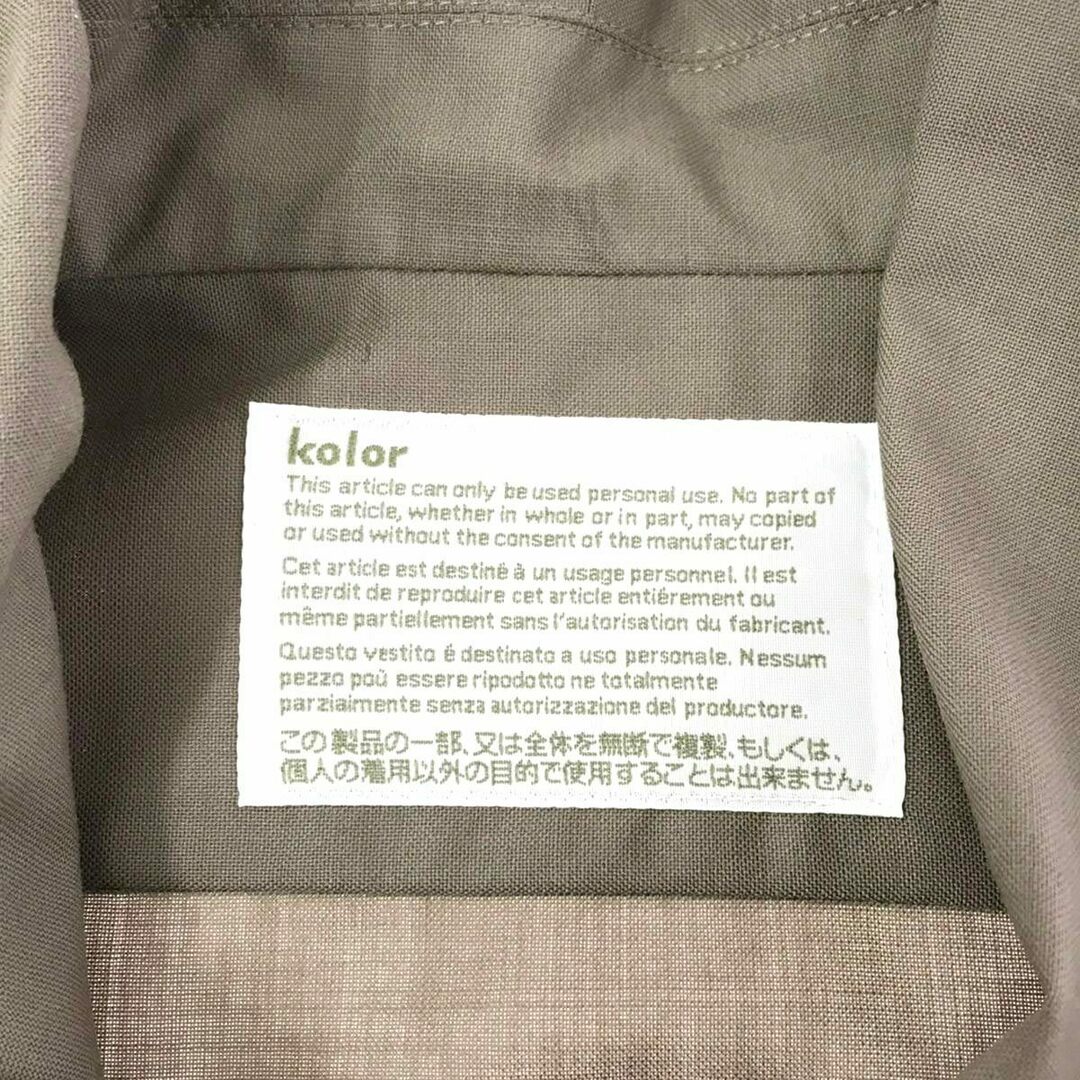 kolor
This article can only be used personal use. No part of
this article, whether in whole or in part, may copied
or used without the consent of the manufacturer.
Cet article est destiné à un usage personnel. Il est
interdit de reproduire cet article entiérement ou
même partiellement sans l'autorisation du fabricant.
Questo vestito é destinato a uso personale. Nessum
pezzo poû essere ripodotto ne totalmente
parziaimente senza autorizzazione del productore.
この製品の一部、又は全体を無断で複製、もしくは、
個人の着用以外の目的で使用することは出来ません。